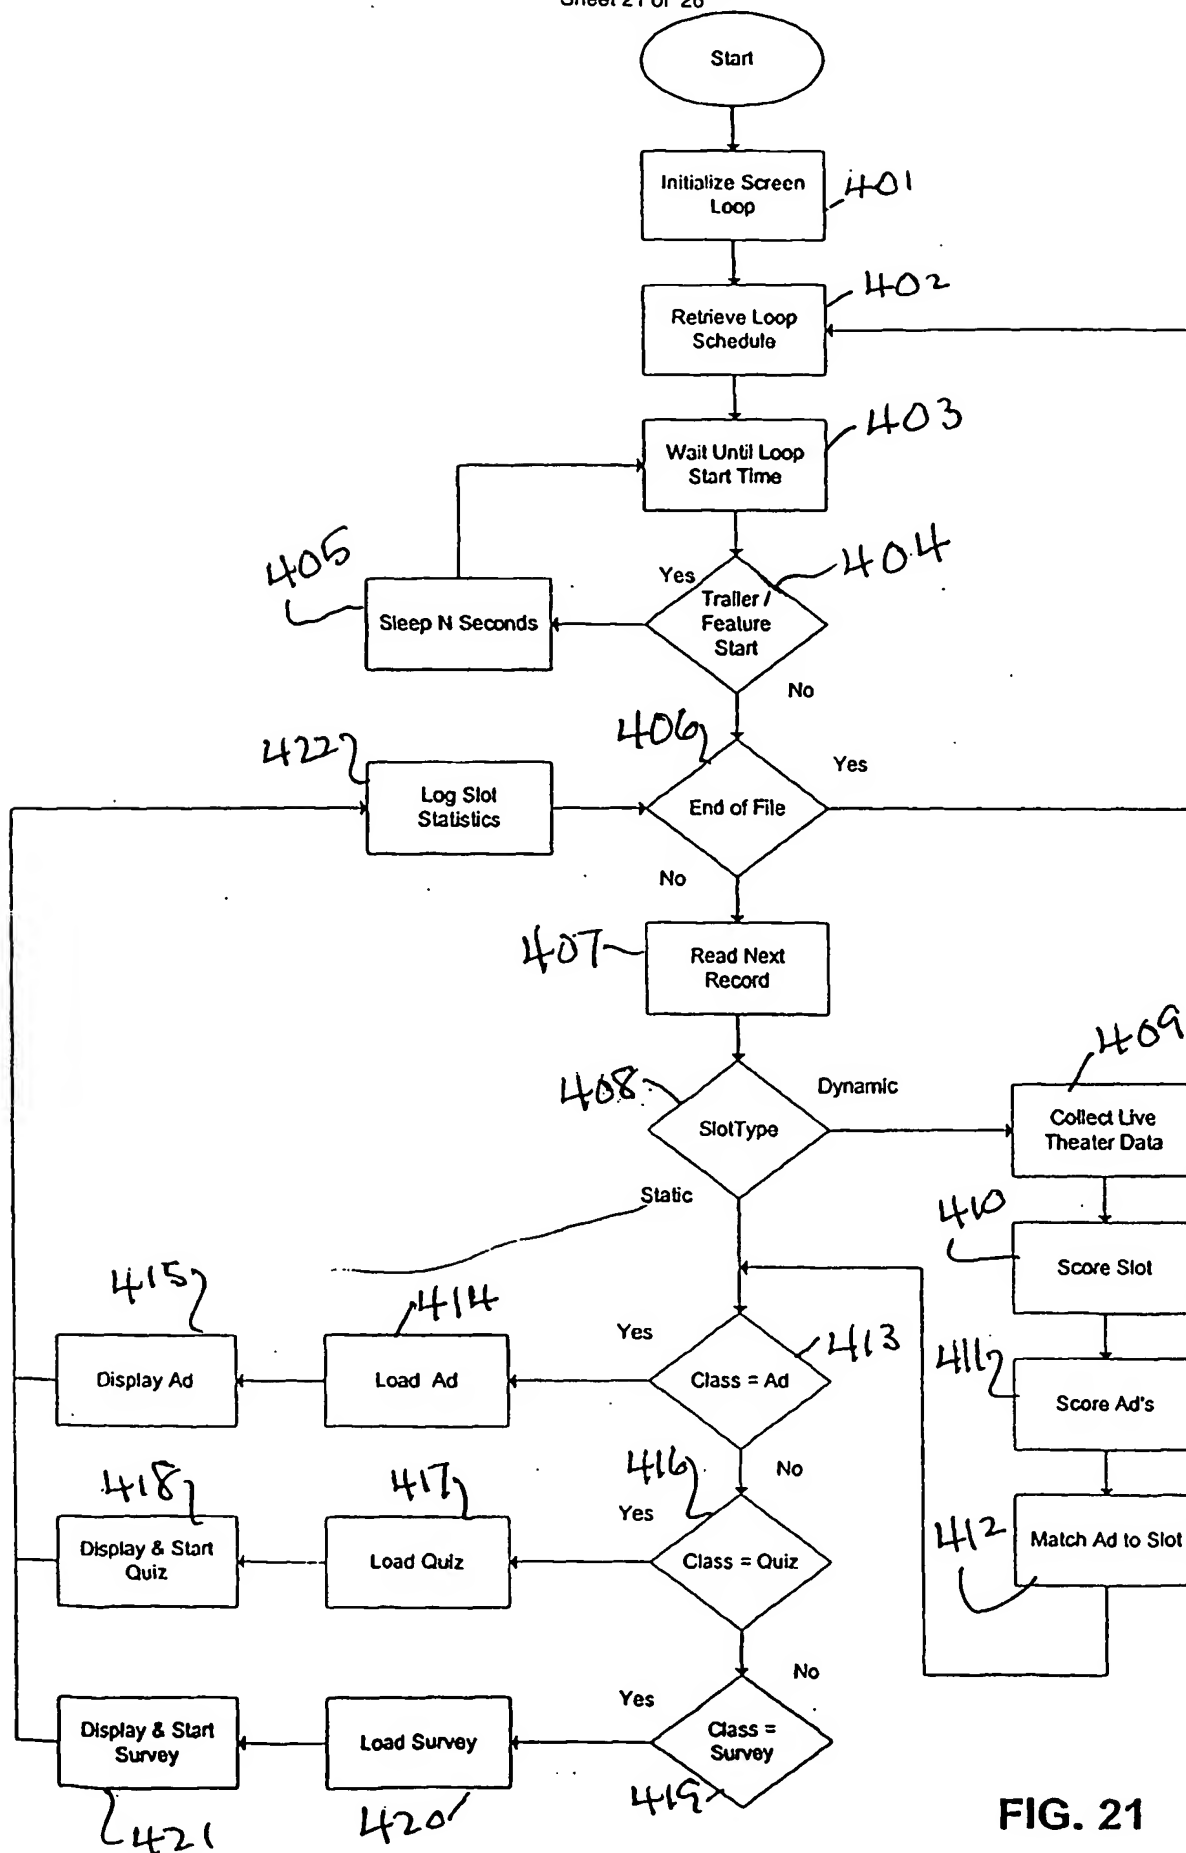 Sheet 21 of 26
Start
Initialize Screen
Loop
401
402
Retrieve Loop
Schedule
403
Wait Until Loop
Start Time
405
404
Yes
Trailer /
Feature
Start
Sleep N Seconds
No
422
406
Yes
Log Slot
Statistics
End of File
No
407
Read Next
Record
409
408
Dynamic
SlotType
Collect Live
Theater Data
Static
410
Score Slot
415
414
Yes
413
Display Ad
Load Ad
Class = Ad
411
Score Ad's
418
417
416
No
Yes
412
Match Ad to Slot
Display & Start
Quiz
Load Quiz
Class = Quiz
No
Yes
Display & Start
Survey
Load Survey
Class =
Survey
419
421
420
FIG. 21